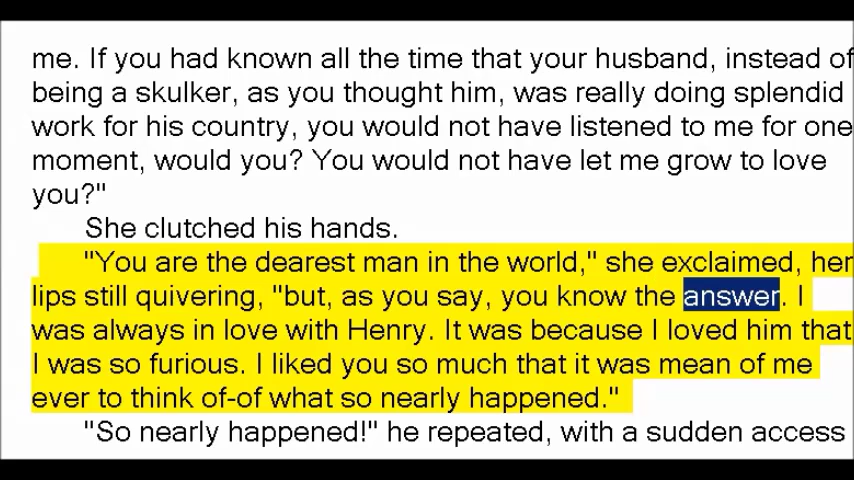 me. If you had known all the time that your husband, instead of
being a skulker, as you thought him, was really doing splendid
work for his country, you would not have listened to me for one
moment, would you? You would not have let me grow to love
you?"
She clutched his hands.
"You are the dearest man in the world," she exclaimed, her
lips still quivering, "but, as you say, you know the answer. I
was always in love with Henry. It was because I loved him that
I was so furious. I liked you so much that it was mean of me
ever to think of-of what so nearly happened."
"So nearly happened!" he repeated, with a sudden access